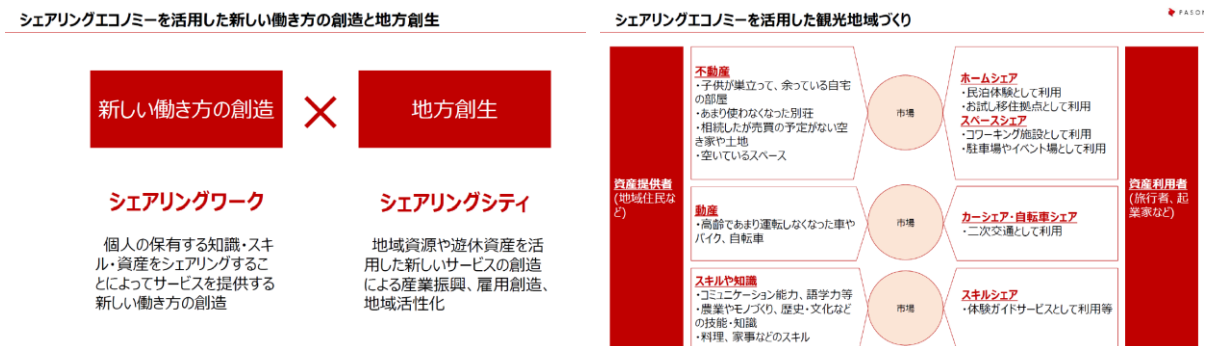 シェアリングエコノミーを活用した新しい働き方の創造と地方創生
新しい働き方の創造
×
地方創生
シェアリングワーク
個人の保有する知識・スキ
ル・資産をシェアリングするこ
とによってサービスを提供する
新しい働き方の創造
シェアリングシティ
地域資源や遊休資産を活
用した新しいサービスの創造
による産業振興、雇用創造、
地域活性化
シェアリングエコノミーを活用した観光地域づくり
PASO
資産提供者
(地域住民な
ど)
不動産
・子供が巣立って、余っている自宅
の部屋
・あまり使わなくなった別荘
・相続したが売買の予定がない空
き家や土地
・空いているスペース
市場
ホームシェア
・民泊体験として利用
・お試し移住拠点として利用
スペースシェア
・コワーキング施設として利用
・駐車場やイベント場として利用
動産
・高齢であまり運転しなくなった車や
バイク、自転車
市場
カーシェア・自転車シェア
・二次交通として利用
スキルや知識
・コミュニケーション能力、語学力等
・農業やモノづくり、歴史・文化など
の技能・知識
・料理、家事などのスキル
市場
スキルシェア
・体験ガイドサービスとして利用等
資産利用者
(旅行者、起
業家など)